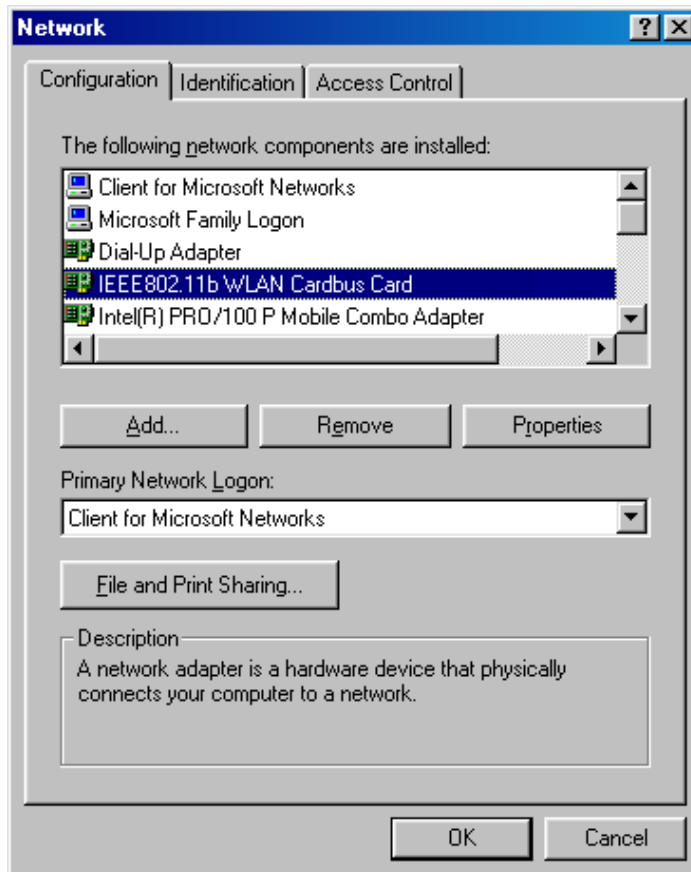 Network
Configuration Identification Access Control
The following network components are installed:
Client for Microsoft Networks
Microsoft Family Logon
Dial-Up Adapter
IEEE802.11b WLAN Cardbus Card
Intel(R) PRO/100 P Mobile Combo Adapter
Add... Remove Properties
Primary Network Logon:
Client for Microsoft Networks
File and Print Sharing...
Description
A network adapter is a hardware device that physically
connects your computer to a network.
OK Cancel